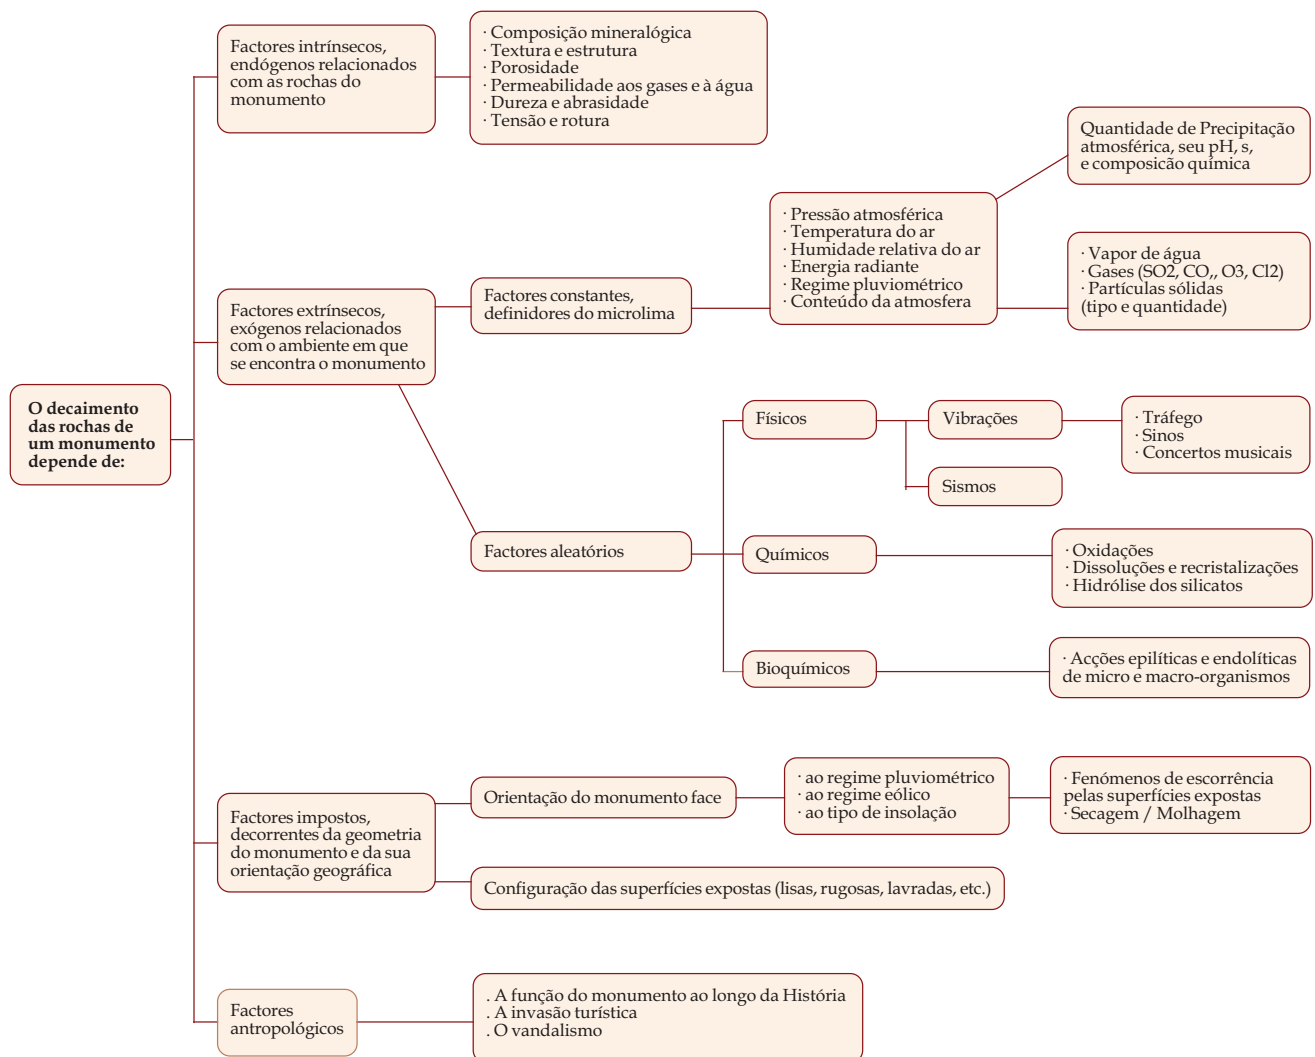 O decaimento
das rochas de
um monumento
depende de:
Factores intrínsecos,
endógenos relacionados
com as rochas do
monumento
· Composição mineralógica
· Textura e estrutura
· Porosidade
· Permeabilidade aos gases e à água
· Dureza e abrasidade
· Tensão e rotura
Factores extrínsecos,
exógenos relacionados
com o ambiente em que
se encontra o monumento
Factores constantes,
definidores do microlima
· Pressão atmosférica
· Temperatura do ar
· Humidade relativa do ar
· Energia radiante
· Regime pluviométrico
· Conteúdo da atmosfera
Quantidade de Precipitação
atmosférica, seu pH, s,
e composicão química
· Vapor de água
· Gases (SO2, CO,, O3, Cl2)
· Partículas sólidas
(tipo e quantidade)
Factores aleatórios
Físicos
Vibrações
· Tráfego
· Sinos
· Concertos musicais
Sismos
Químicos
· Oxidações
· Dissoluções e recristalizações
· Hidrólise dos silicatos
Bioquímicos
· Acções epilíticas e endolíticas
de micro e macro-organismos
Factores impostos,
decorrentes da geometria
do monumento e da sua
orientação geográfica
Orientação do monumento face
· ao regime pluviométrico
· ao regime eólico
· ao tipo de insolação
· Fenómenos de escorrência
pelas superfícies expostas
· Secagem / Molhagem
Configuração das superfícies expostas (lisas, rugosas, lavradas, etc.)
Factores
antropológicos
. A função do monumento ao longo da História
. A invasão turística
. O vandalismo